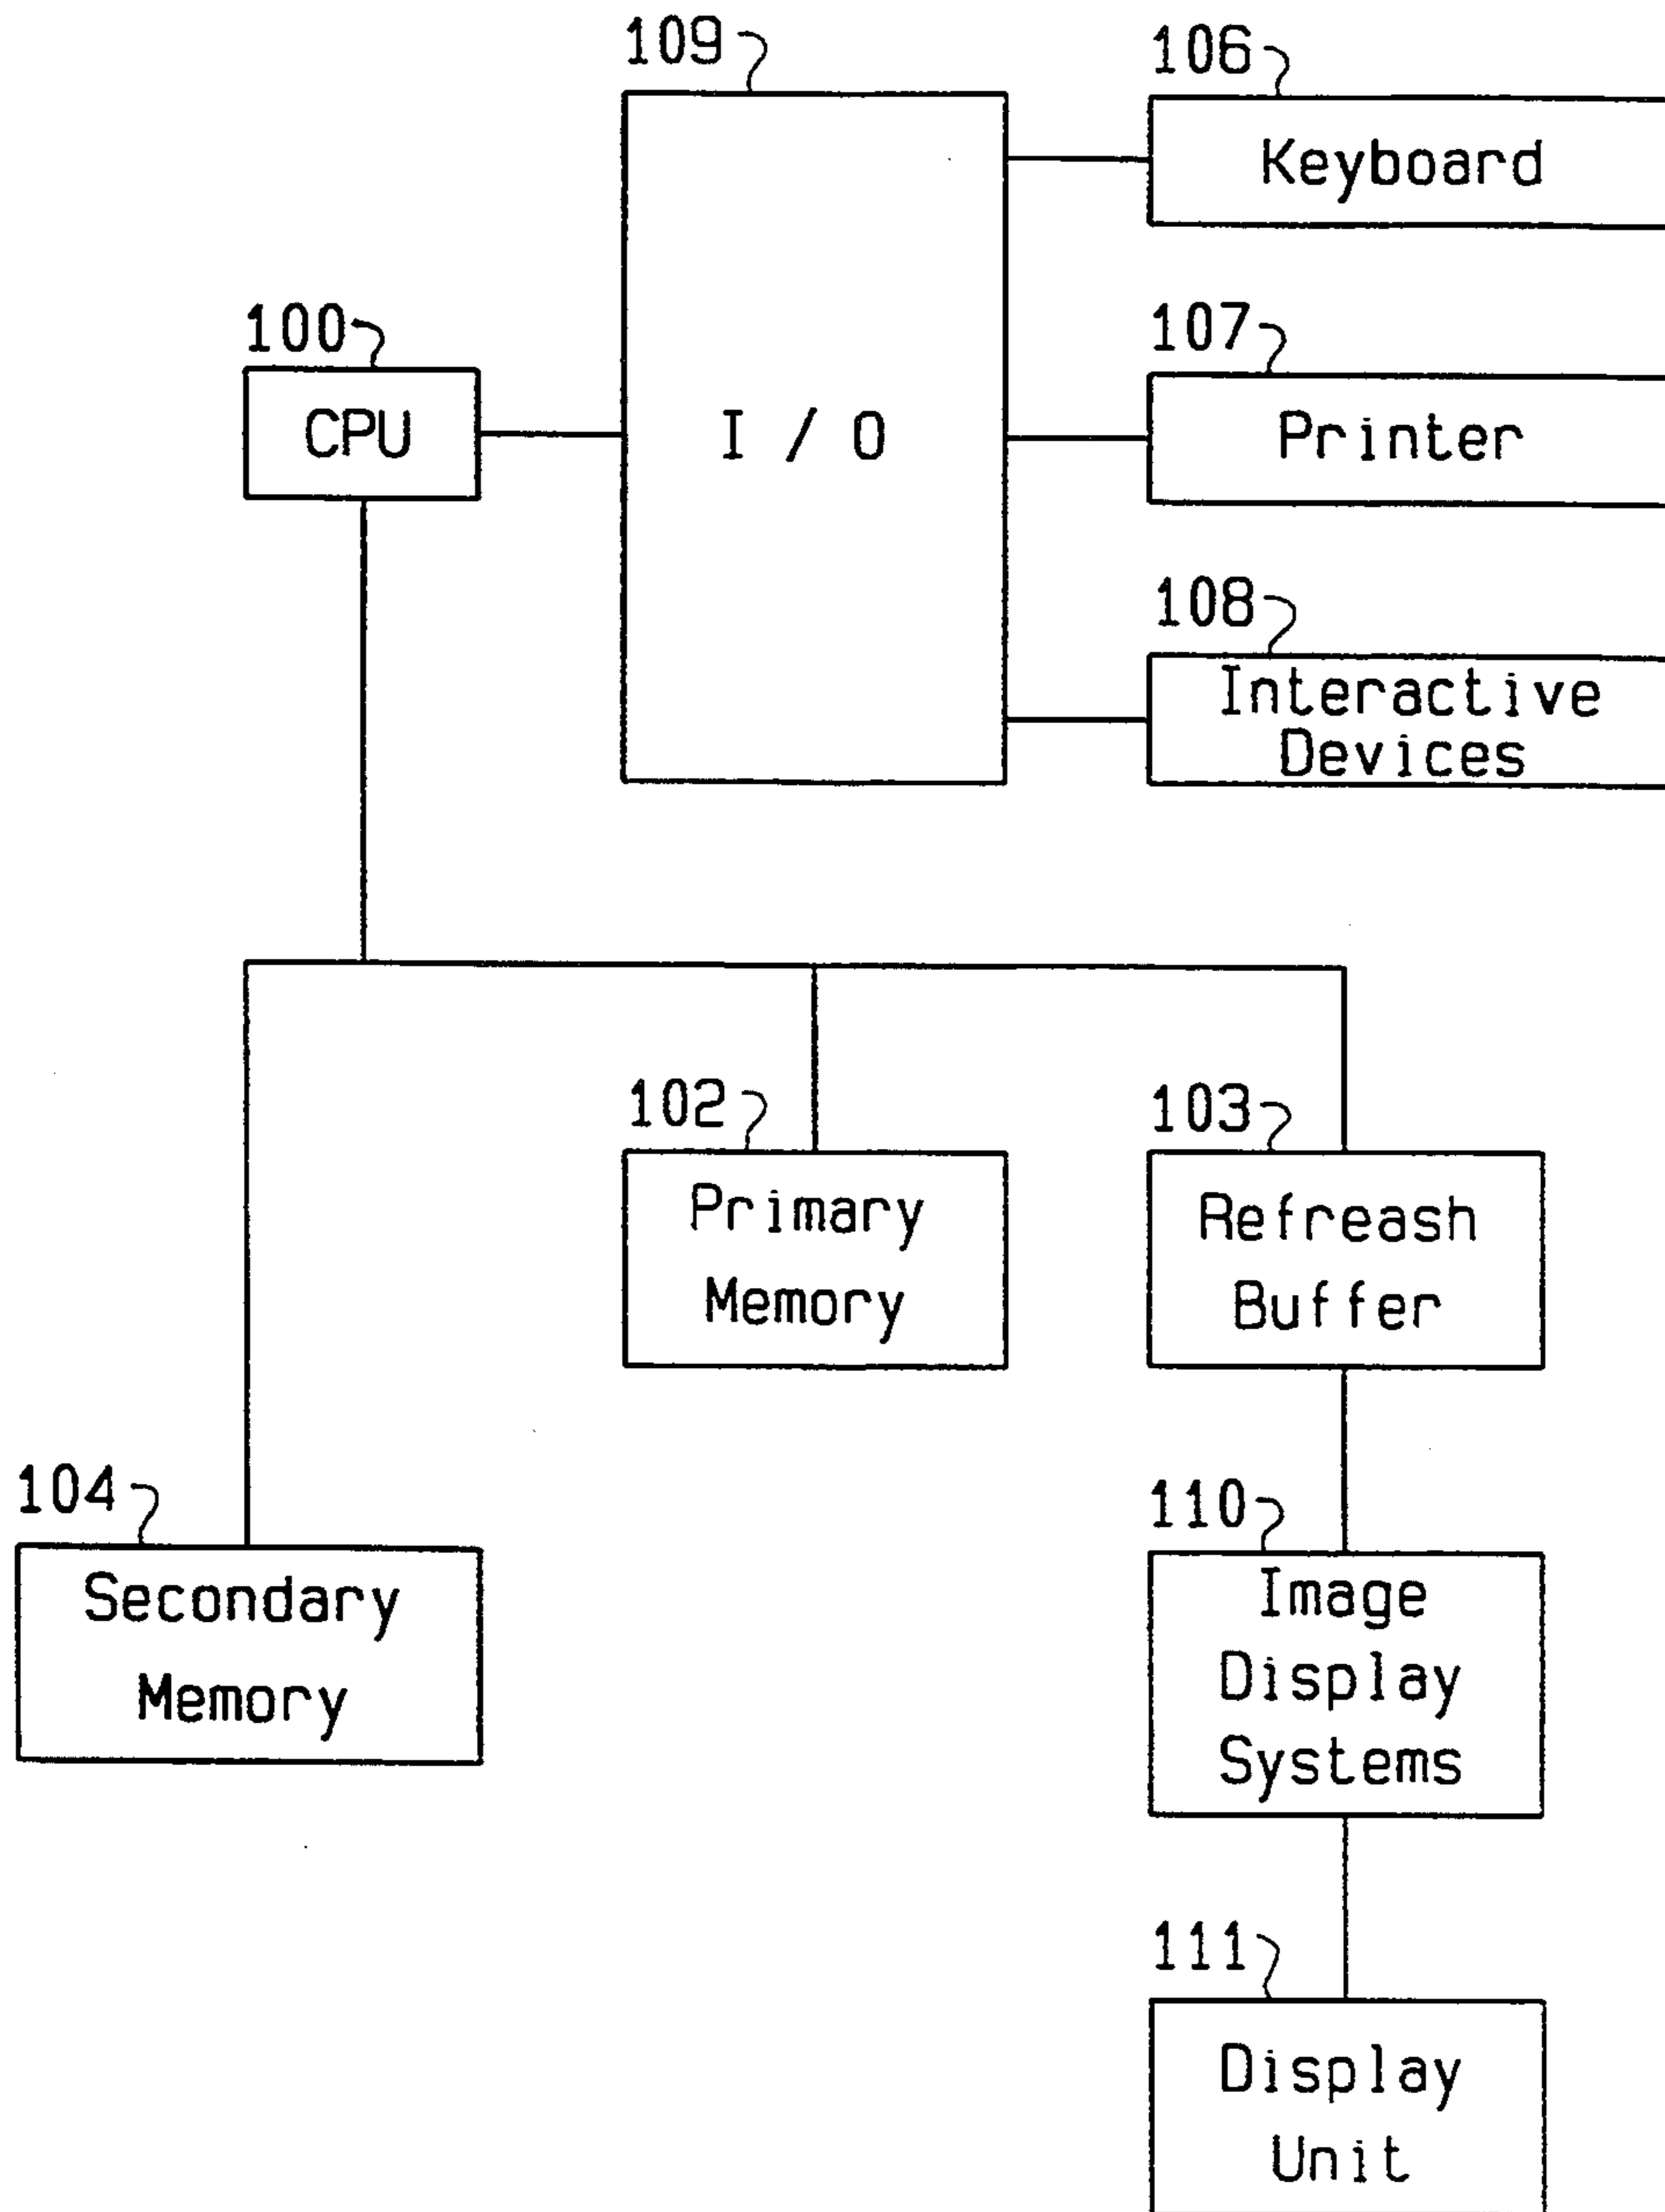 109
106
Keyboard
100
107
CPU
I / O
Printer
108
Interactive
Devices
102
103
Primary
Memory
Refreash
Buffer
104
110
Secondary
Memory
Image
Display
Systems
111
Display
Unit